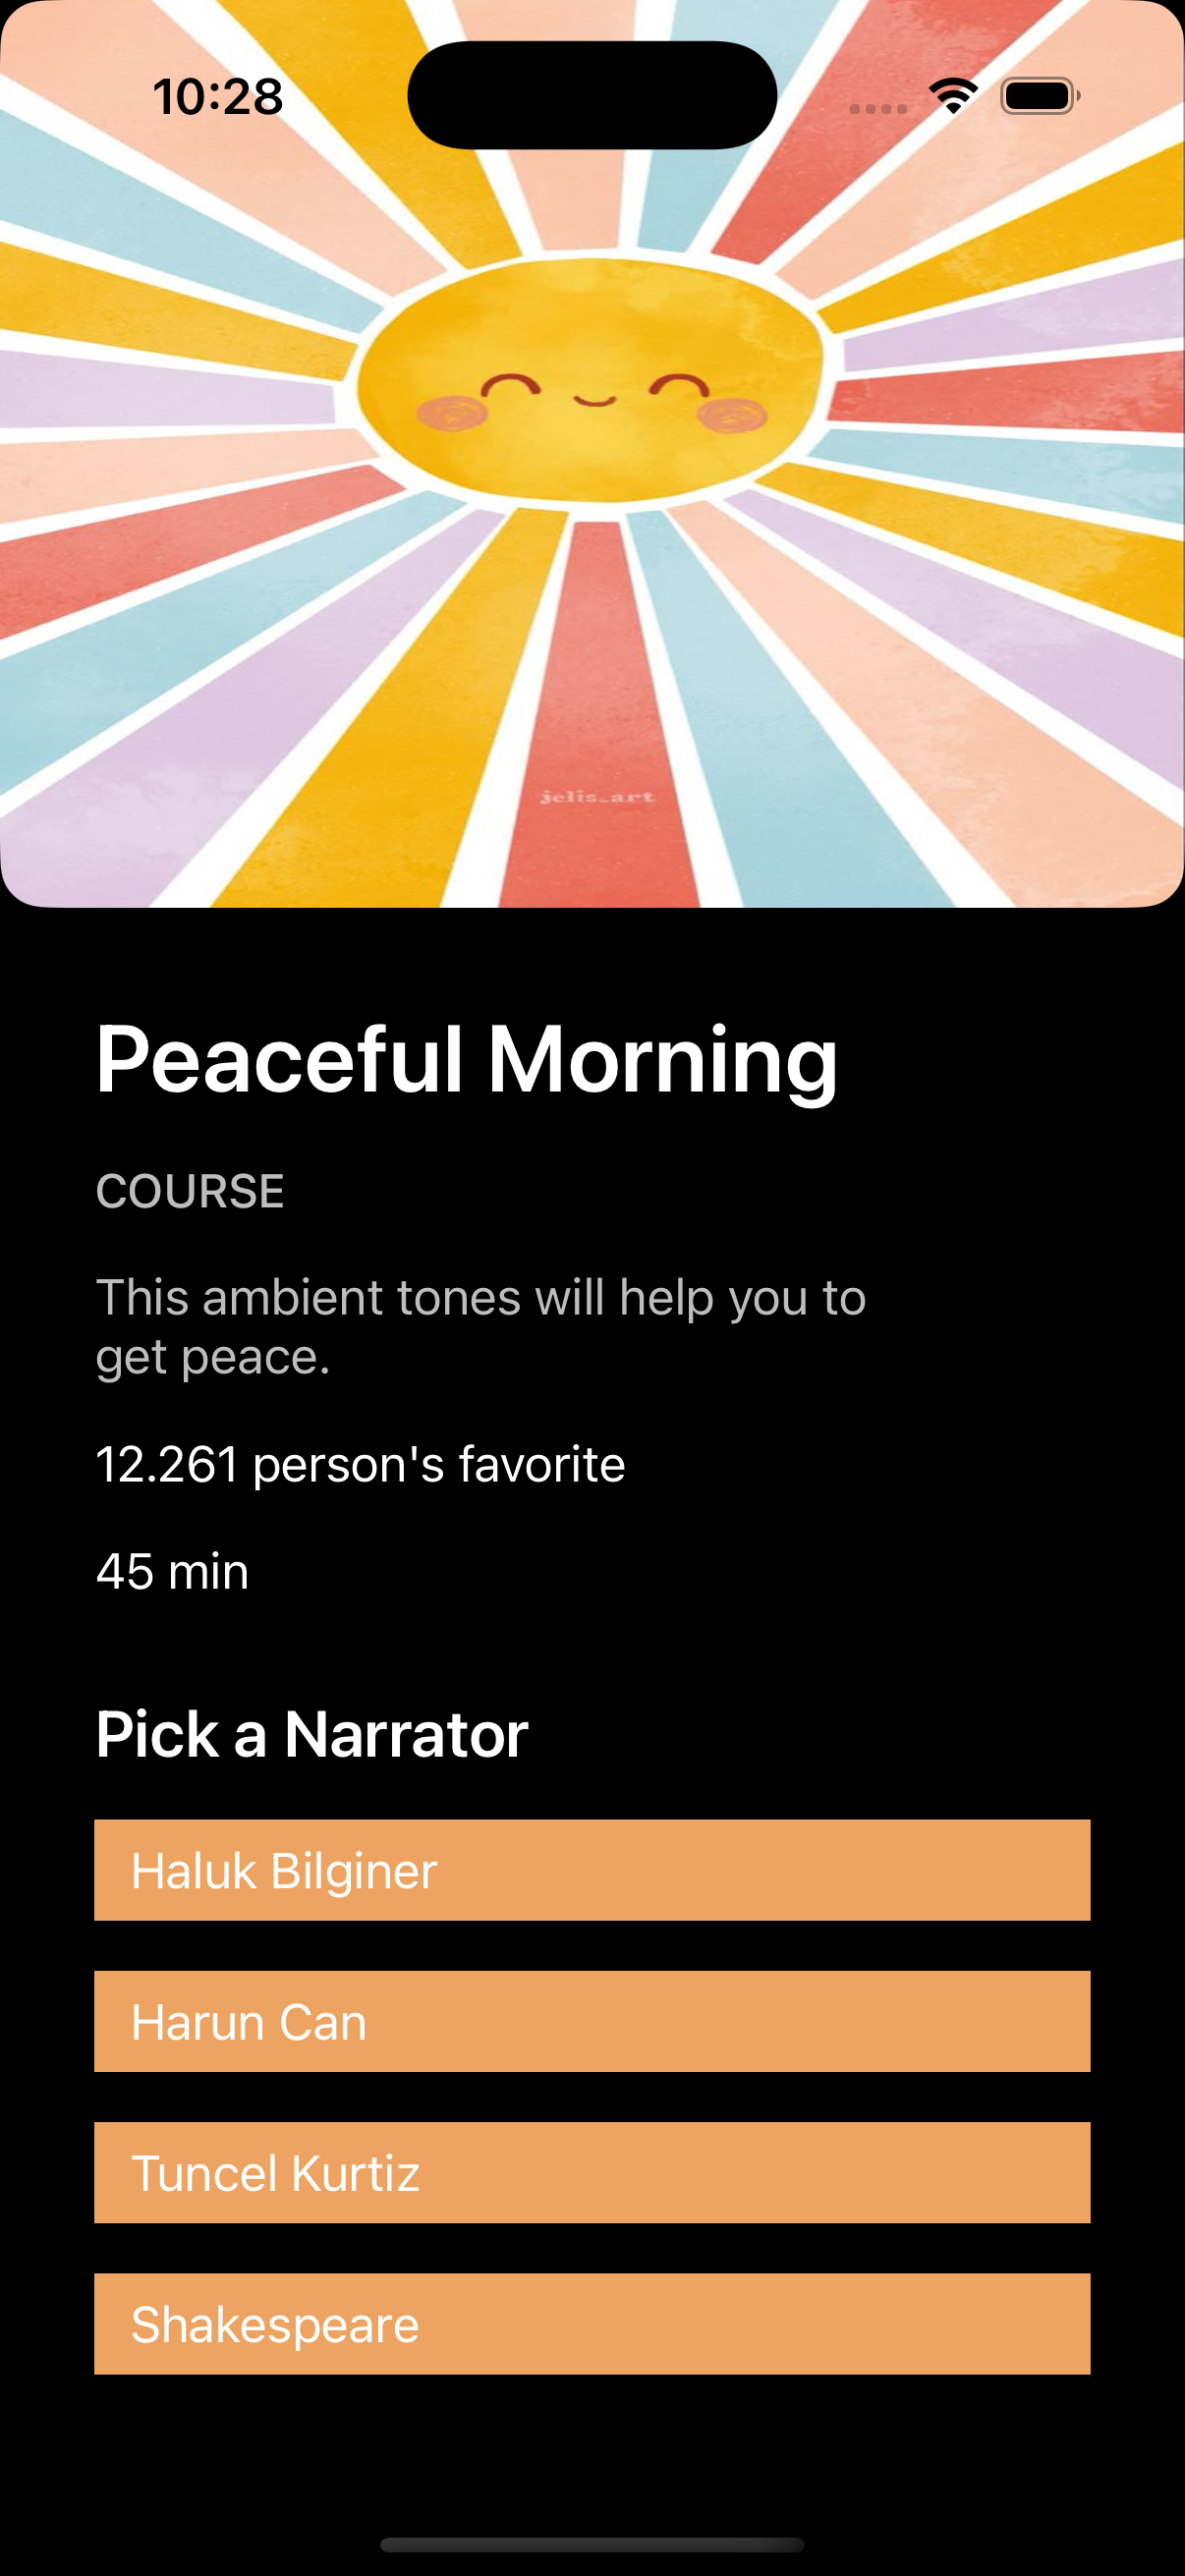 10:28
jelis_art
Peaceful Morning
COURSE
This ambient tones will help you to
get peace.
12.261 person's favorite
45 min
Pick a Narrator
Haluk Bilginer
Harun Can
Tuncel Kurtiz
Shakespeare